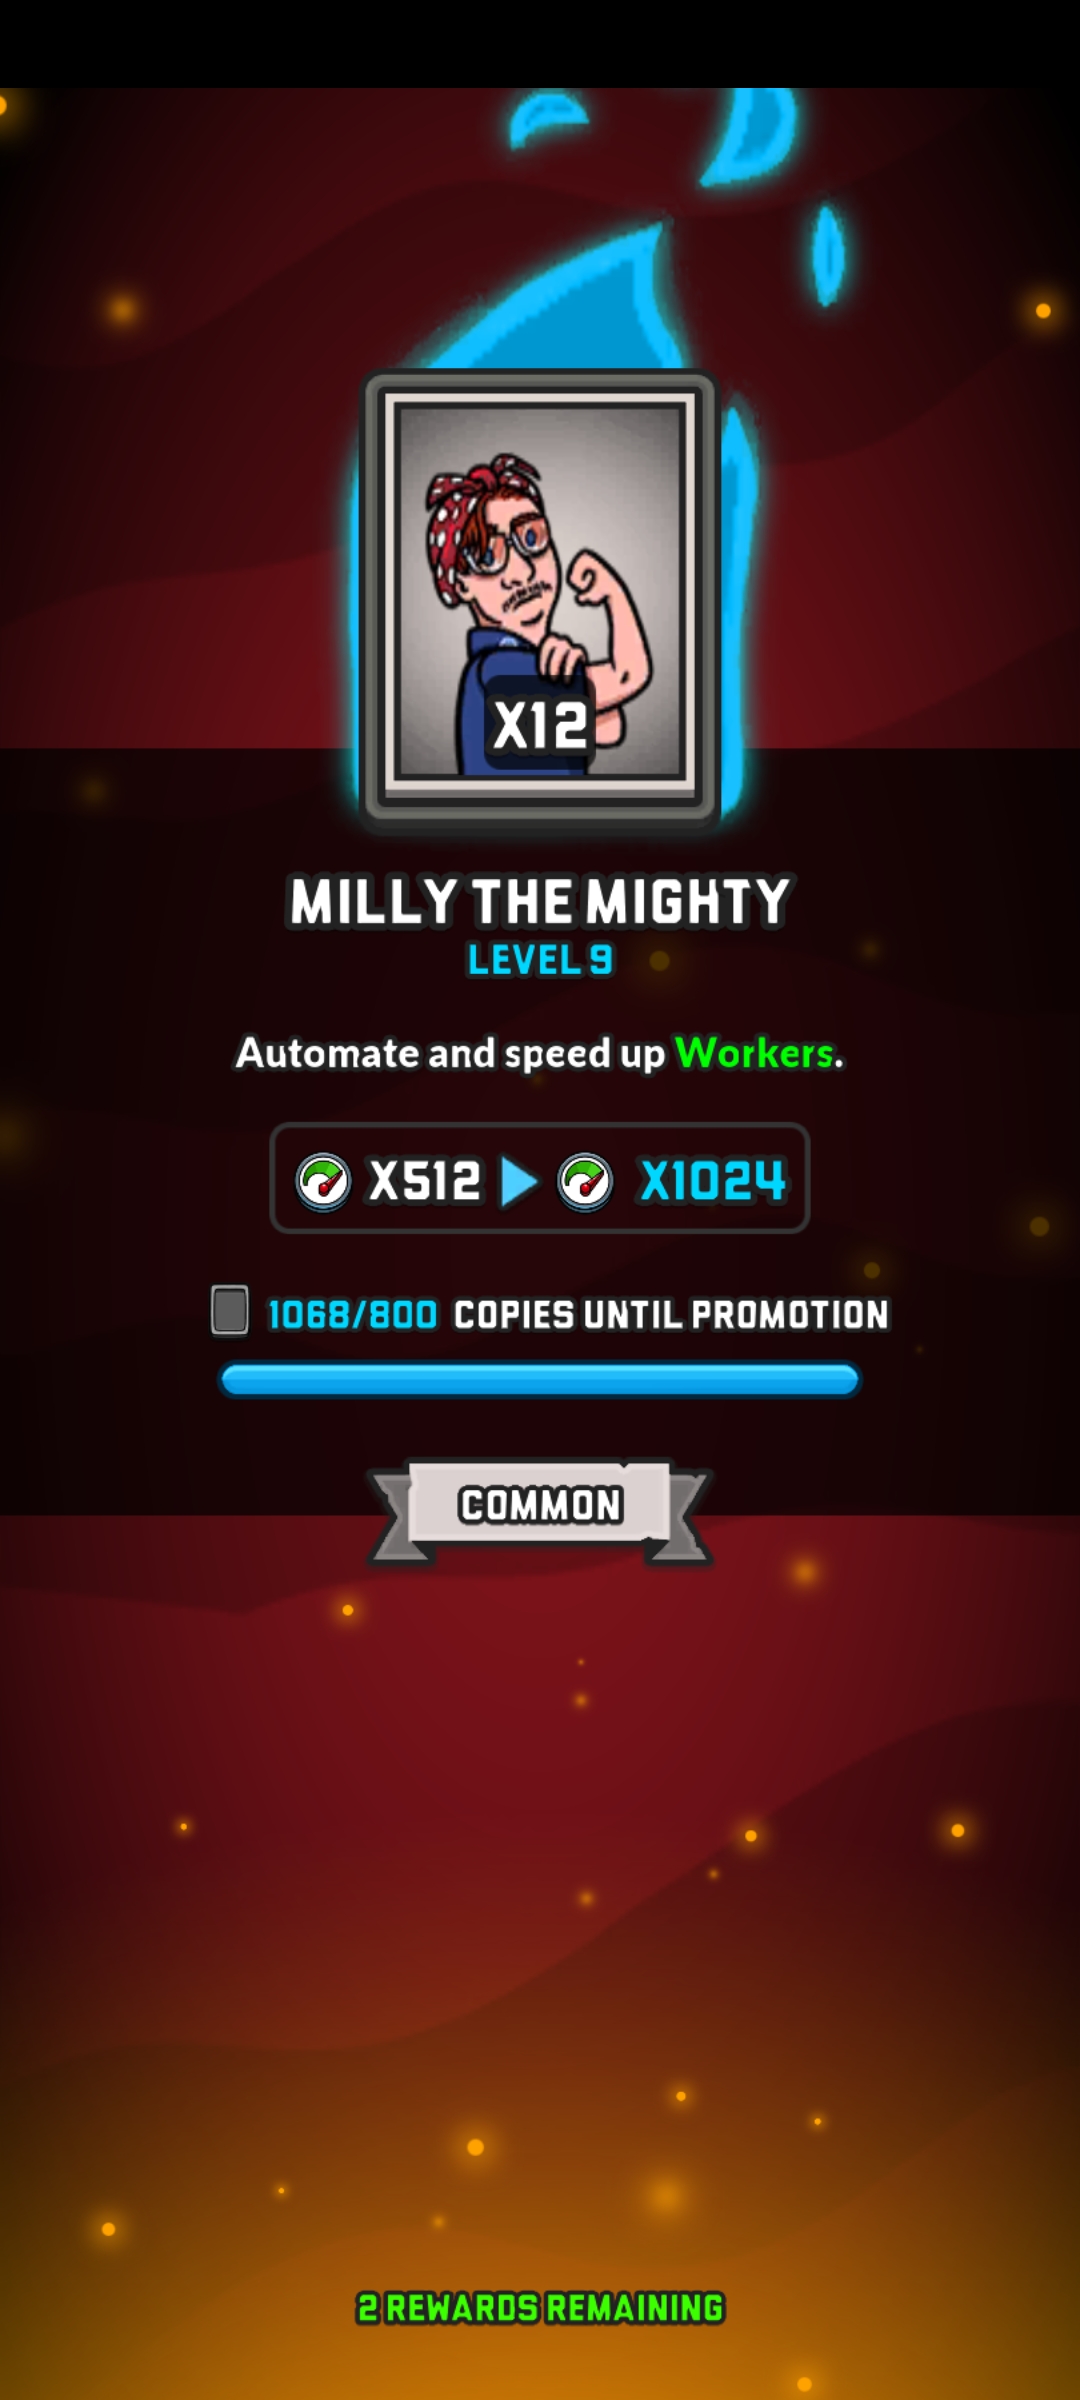 X12
MILLY THE MIGHTY
LEVEL 9
Automate and speed up Workers.
X512 X1024
1068/800 COPIES UNTIL PROMOTION
COMMON
2 REWARDS REMAINING